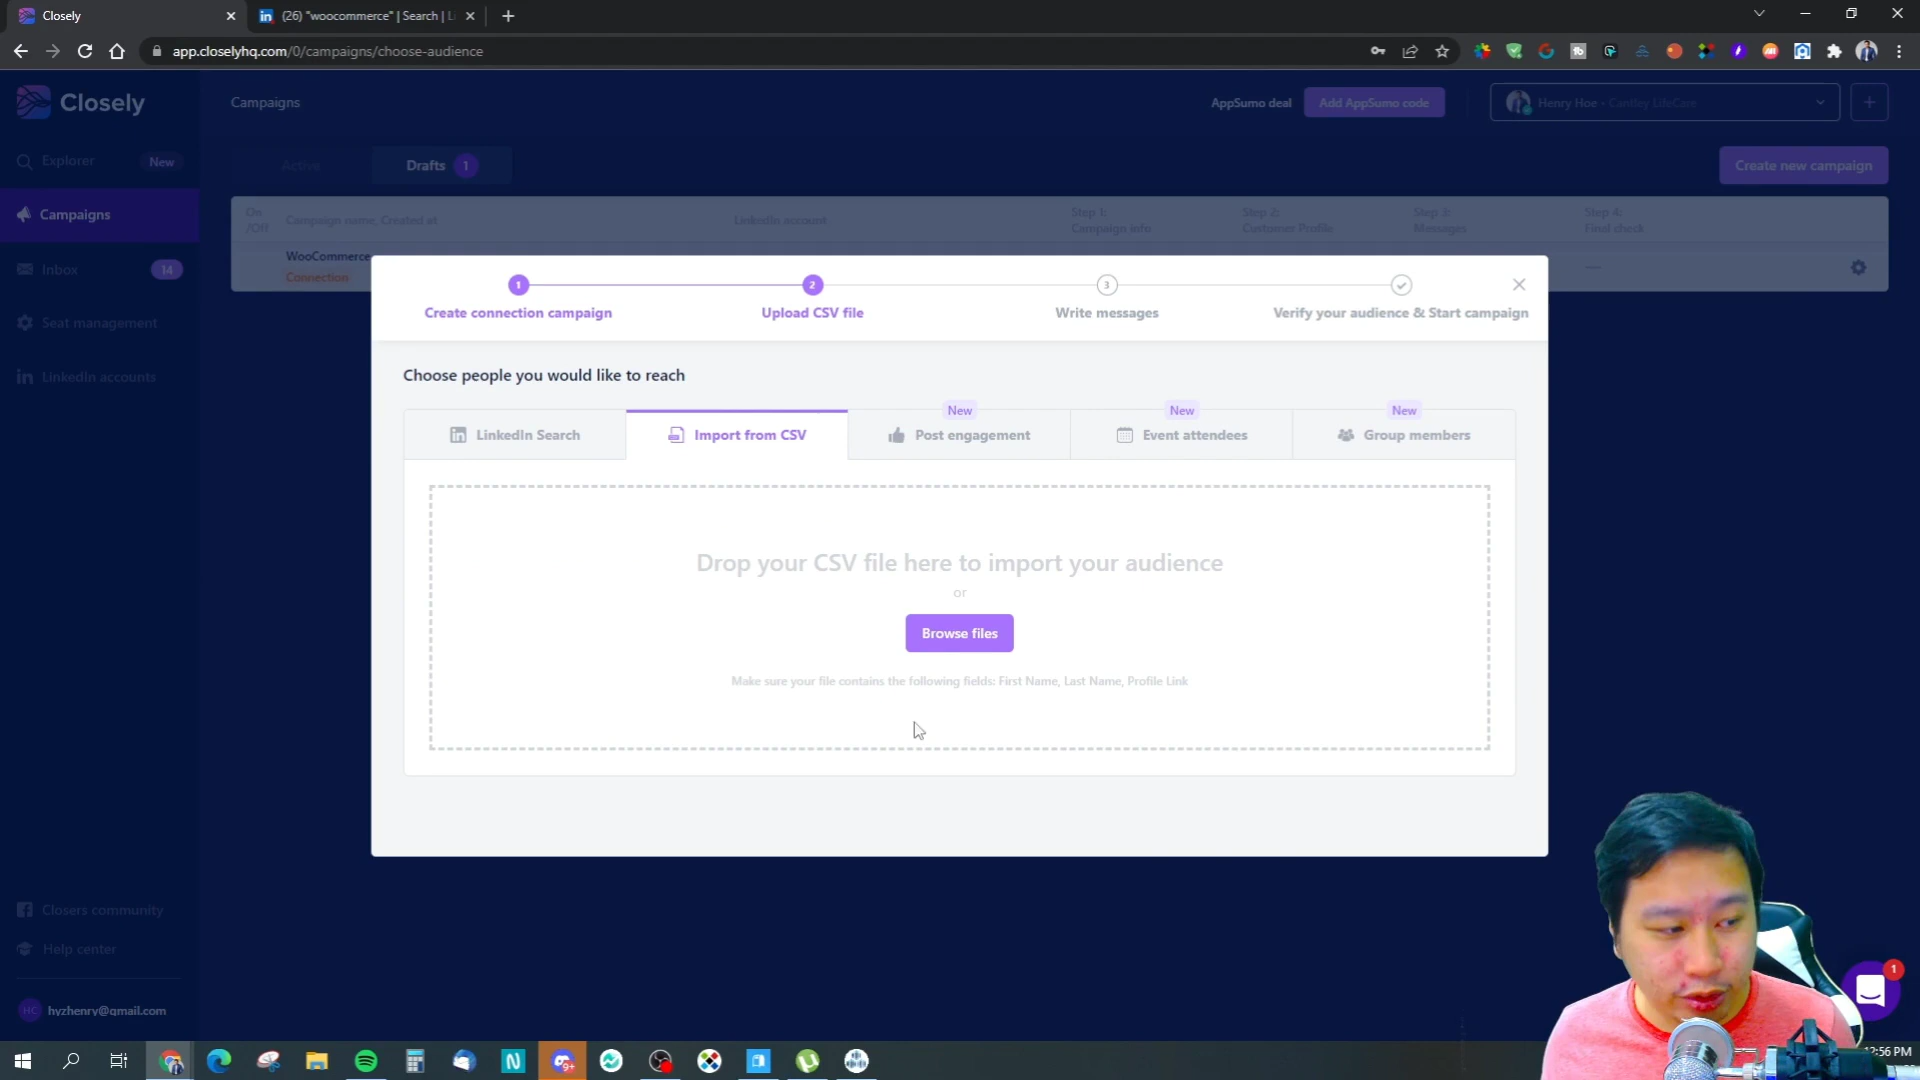 Closely
(26) "woocommerce" | Search | Li
app.closelyhq.com/0/campaigns/choose-audience
Closely
Campaigns
AppSumo deal
Add AppSumo code
Henry Hoe • Cantley LifeCare
Explorer
New
Active
Drafts 1
Create new campaign
Campaigns
On /Off
Campaign name, Created at
LinkedIn account
Step 1: Campaign info
Step 2: Customer Profile
Step 3: Messages
Step 4: Final check
WooCommerce
Connection
Inbox
14
Seat management
LinkedIn accounts
1
2
3
Create connection campaign
Upload CSV file
Write messages
Verify your audience & Start campaign
Choose people you would like to reach
New
New
New
LinkedIn Search
Import from CSV
Post engagement
Event attendees
Group members
Drop your CSV file here to import your audience
or
Browse files
Make sure your file contains the following fields: First Name, Last Name, Profile Link
Closers community
Help center
HC
hyzhenry@gmail.com
1
9+
12:56 PM